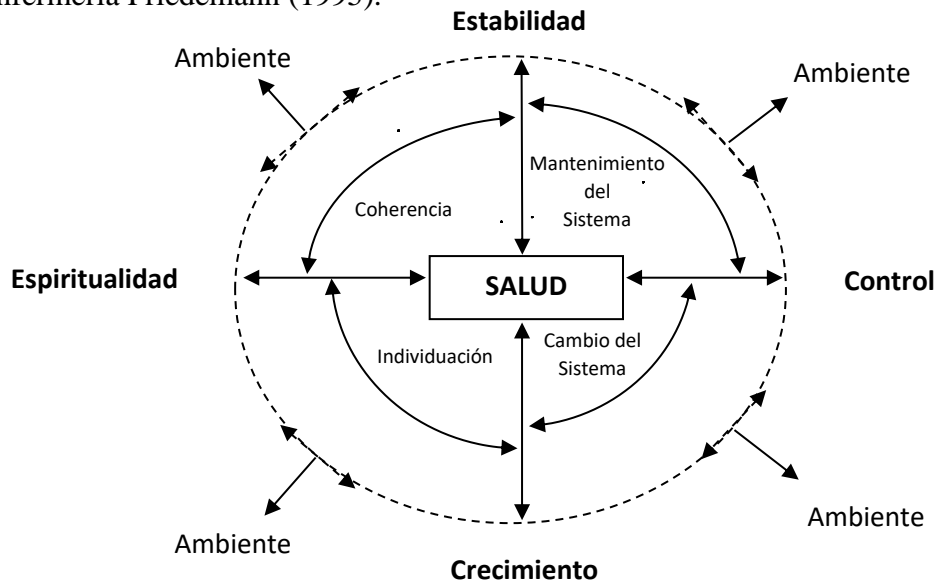 Friedemann (1995).
Estabilidad
Ambiente
Ambiente
Mantenimiento
del
Sistema
Coherencia
Espiritualidad
SALUD
Control
Individuación
Cambio del
Sistema
Ambiente
Ambiente
Crecimiento